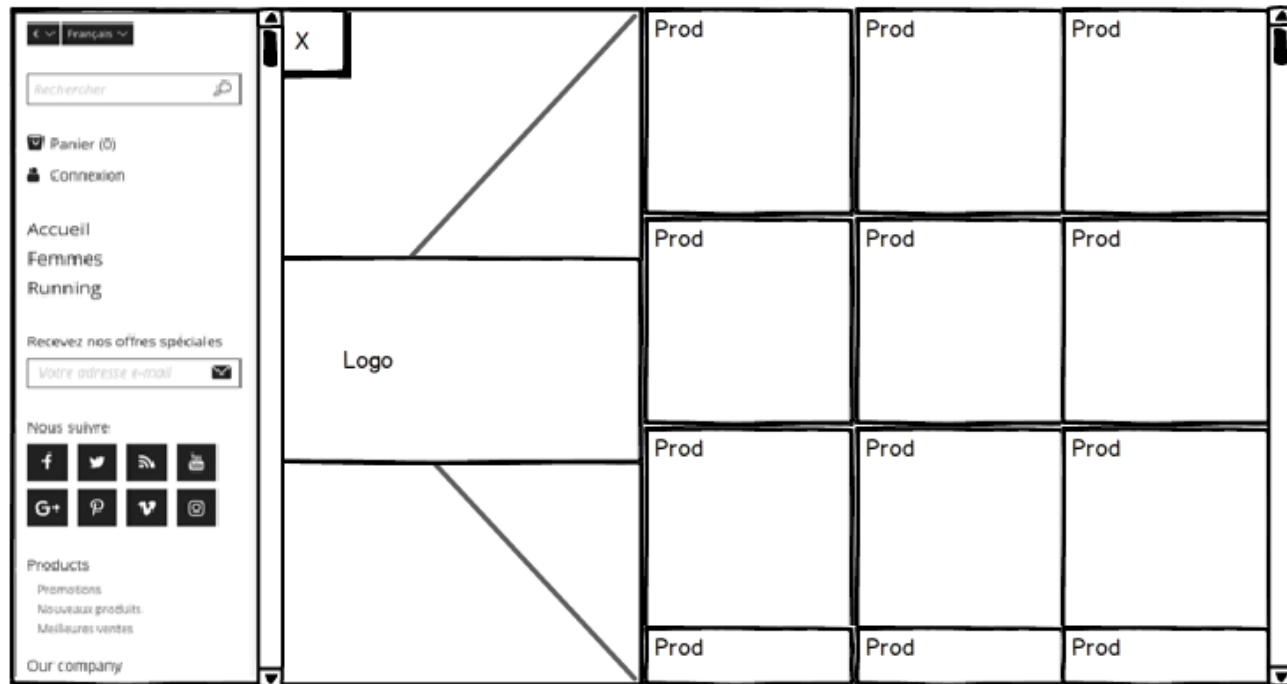 € Français
Rechercher
Panier (0)
Connexion
Accueil
Femmes
Running
Recevez nos offres spéciales
Votre adresse e-mail
Nous suivre
f
You
G+
Products
Promotions
Nouveaux produits
Meilleures ventes
Our company
X
Logo
Prod Prod Prod
Prod Prod Prod
Prod Prod Prod
Prod Prod Prod